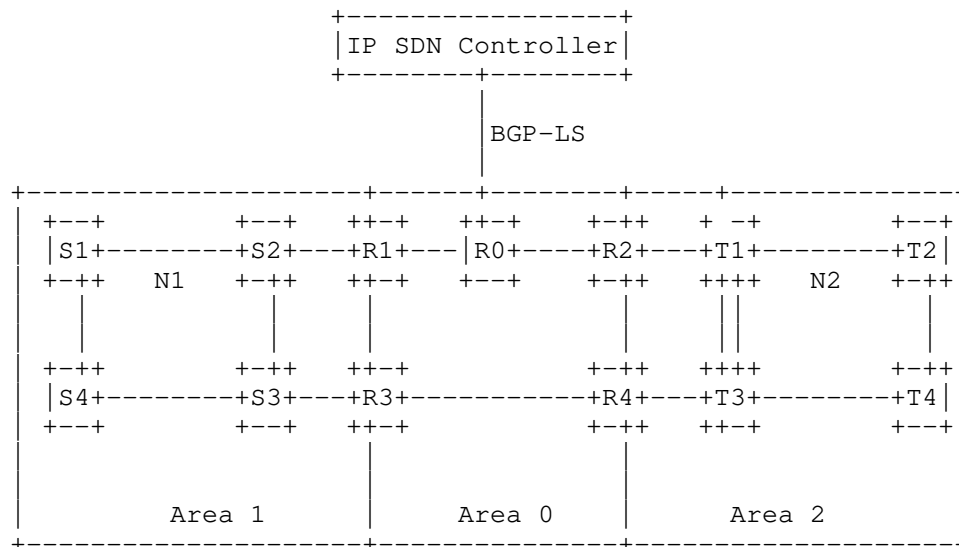 IP SDN Controller
BGP-LS
S1 S2 R1 R0 R2 T1 T2
N1 N2
S4 S3 R3 R4 T3 T4
Area 1 Area 0 Area 2